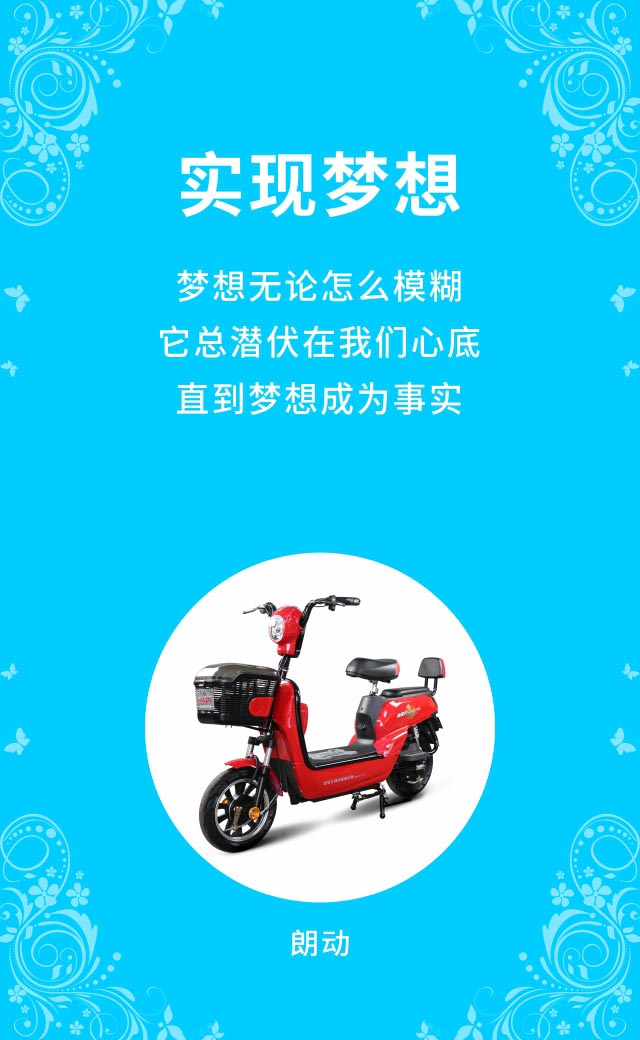 实现梦想
梦想无论怎么模糊
它总潜伏在我们心底
直到梦想成为事实
朗动